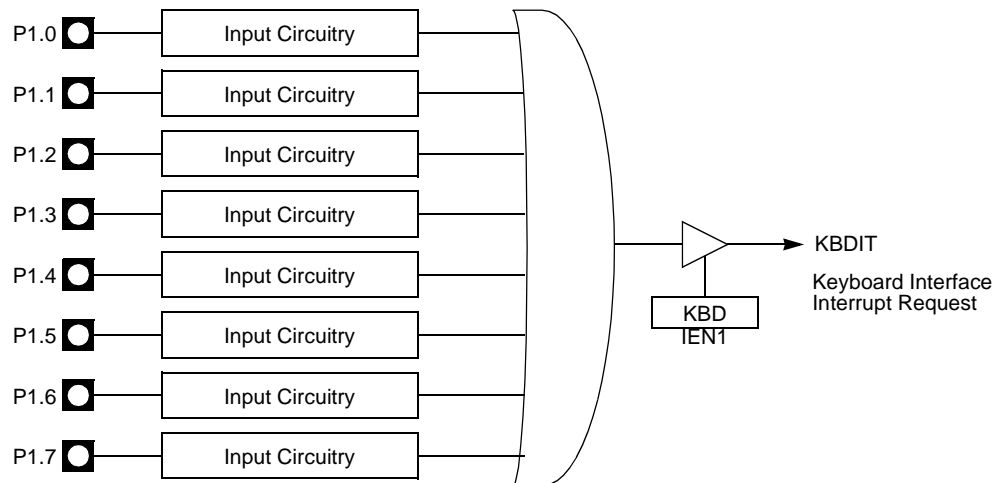 P1.0 Input Circuitry
P1.1 Input Circuitry
P1.2 Input Circuitry
P1.3 Input Circuitry
P1.4 Input Circuitry
P1.5 Input Circuitry
P1.6 Input Circuitry
P1.7 Input Circuitry
KBDIT
Keyboard Interface
Interrupt Request
KBD
IEN1